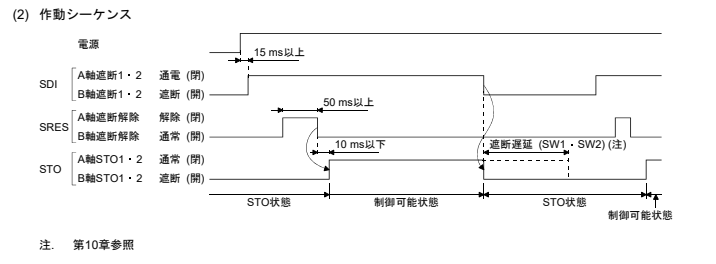 (2) 作動シーケンス
電源
15 ms以上
SDI
A軸遮断1・2 通電 (閉)
B軸遮断1・2 遮断 (開)
50 ms以上
SRES
A軸遮断解除 解除 (閉)
B軸遮断解除 通常 (開)
10 ms以下
遮断遅延 (SW1・SW2) (注)
STO
A軸STO1・2 通常 (閉)
B軸STO1・2 遮断 (開)
STO状態
制御可能状態
STO状態
制御可能状態
注. 第10章参照